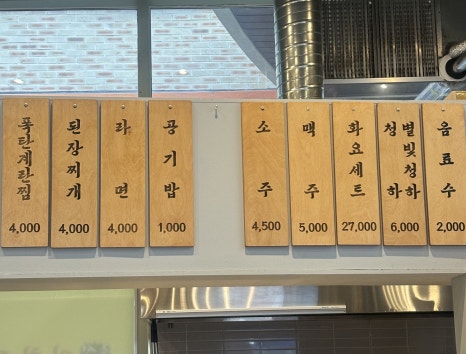 폭탄계란찜
4,000
된장찌개
4,000
라면
4,000
공기밥
1,000
소주
4,500
맥주
5,000
화요세트
27,000
청하
별빛청하
6,000
음료수
2,000